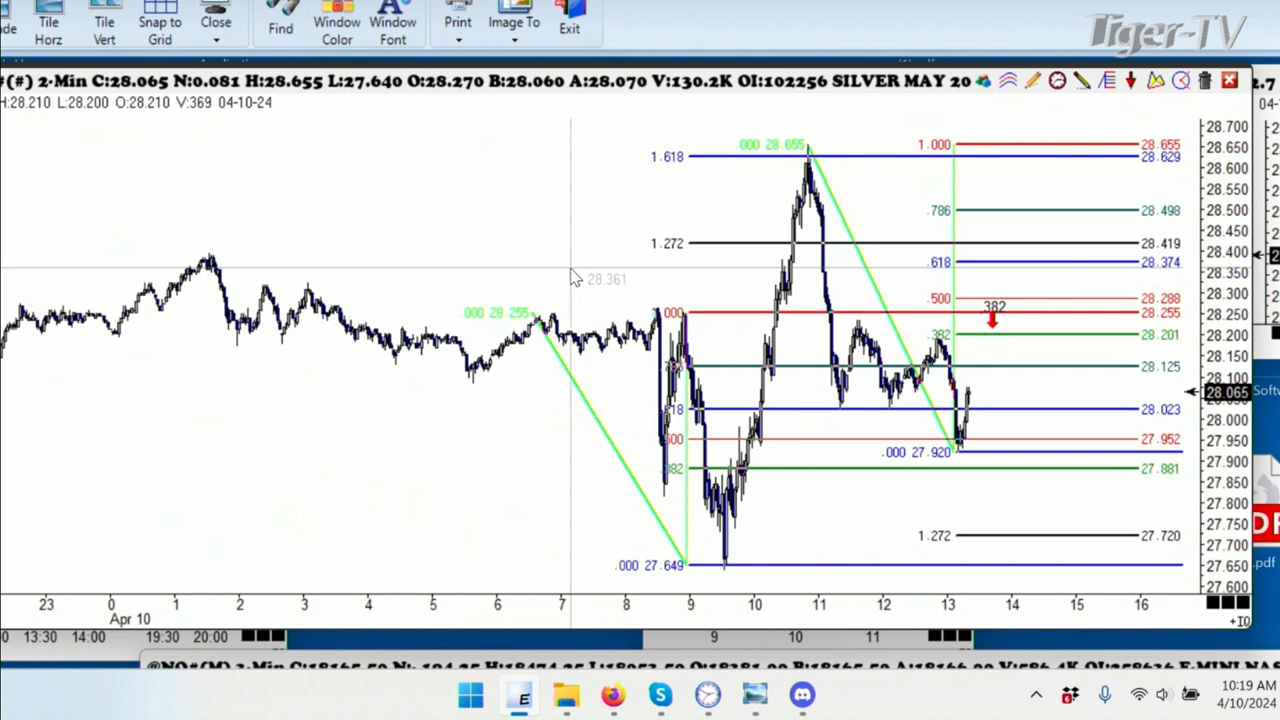 Tile
Horz
Tile
Vert
Snap to
Grid
Close
Find
Window
Color
Window
Font
Print
Image To
Exit
Tiger-TV
(#) 2-Min C:28.065 N:0.081 H:28.655 L:27.640 O:28.270 B:28.060 A:28.070 V:130.2K OI:102256 SILVER MAY 20
H:28.210 L:28.200 O:28.210 V:369 04-10-24
.000 28.655
1.618
1.272
1.000
28.655
28.629
.786
28.498
28.419
.618
28.374
28.361
.500
28.288
.382
.000 28.255
28.255
.382
28.201
28.125
28.023
27.952
.000 27.920
.382
27.881
1.272
27.720
.000 27.649
28.700
28.650
28.600
28.550
28.500
28.450
28.400
28.350
28.300
28.250
28.200
28.150
28.100
28.065
28.000
27.950
27.900
27.850
27.800
27.750
27.700
27.650
27.600
23 0 1 2 3 4 5 6 7 8 9 10 11 12 13 14 15 16
Apr 10
+IQ
13:30 14:00 19:30 20:00
9 10 11
.pdf
10:19 AM
4/10/2024